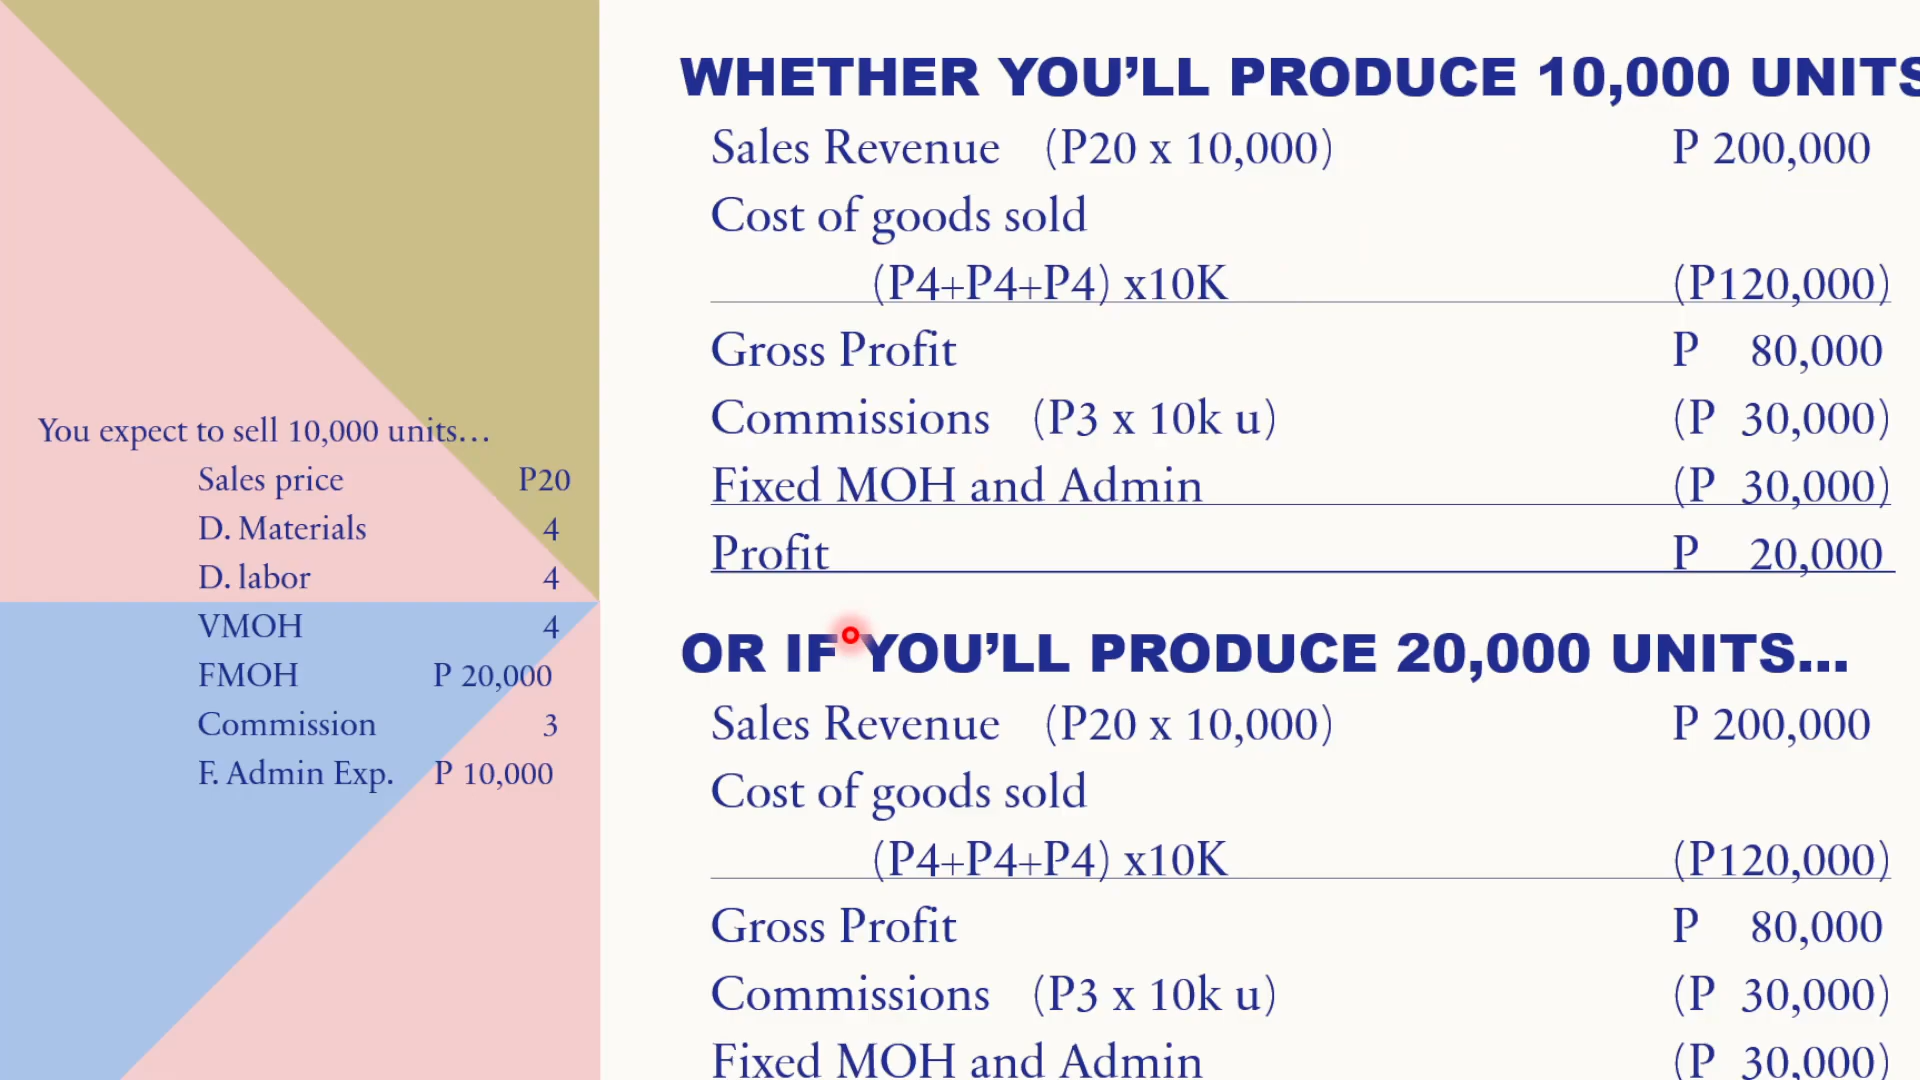 You expect to sell 10,000 units…
Sales price P20
D. Materials 4
D. labor 4
VMOH 4
FMOH P 20,000
Commission 3
F. Admin Exp. P 10,000
WHETHER YOU’LL PRODUCE 10,000 UNITS
Sales Revenue (P20 x 10,000) P 200,000
Cost of goods sold
(P4+P4+P4) x10K (P120,000)
Gross Profit P 80,000
Commissions (P3 x 10k u) (P 30,000)
Fixed MOH and Admin (P 30,000)
Profit P 20,000
OR IF YOU’LL PRODUCE 20,000 UNITS…
Sales Revenue (P20 x 10,000) P 200,000
Cost of goods sold
(P4+P4+P4) x10K (P120,000)
Gross Profit P 80,000
Commissions (P3 x 10k u) (P 30,000)
Fixed MOH and Admin (P 30,000)